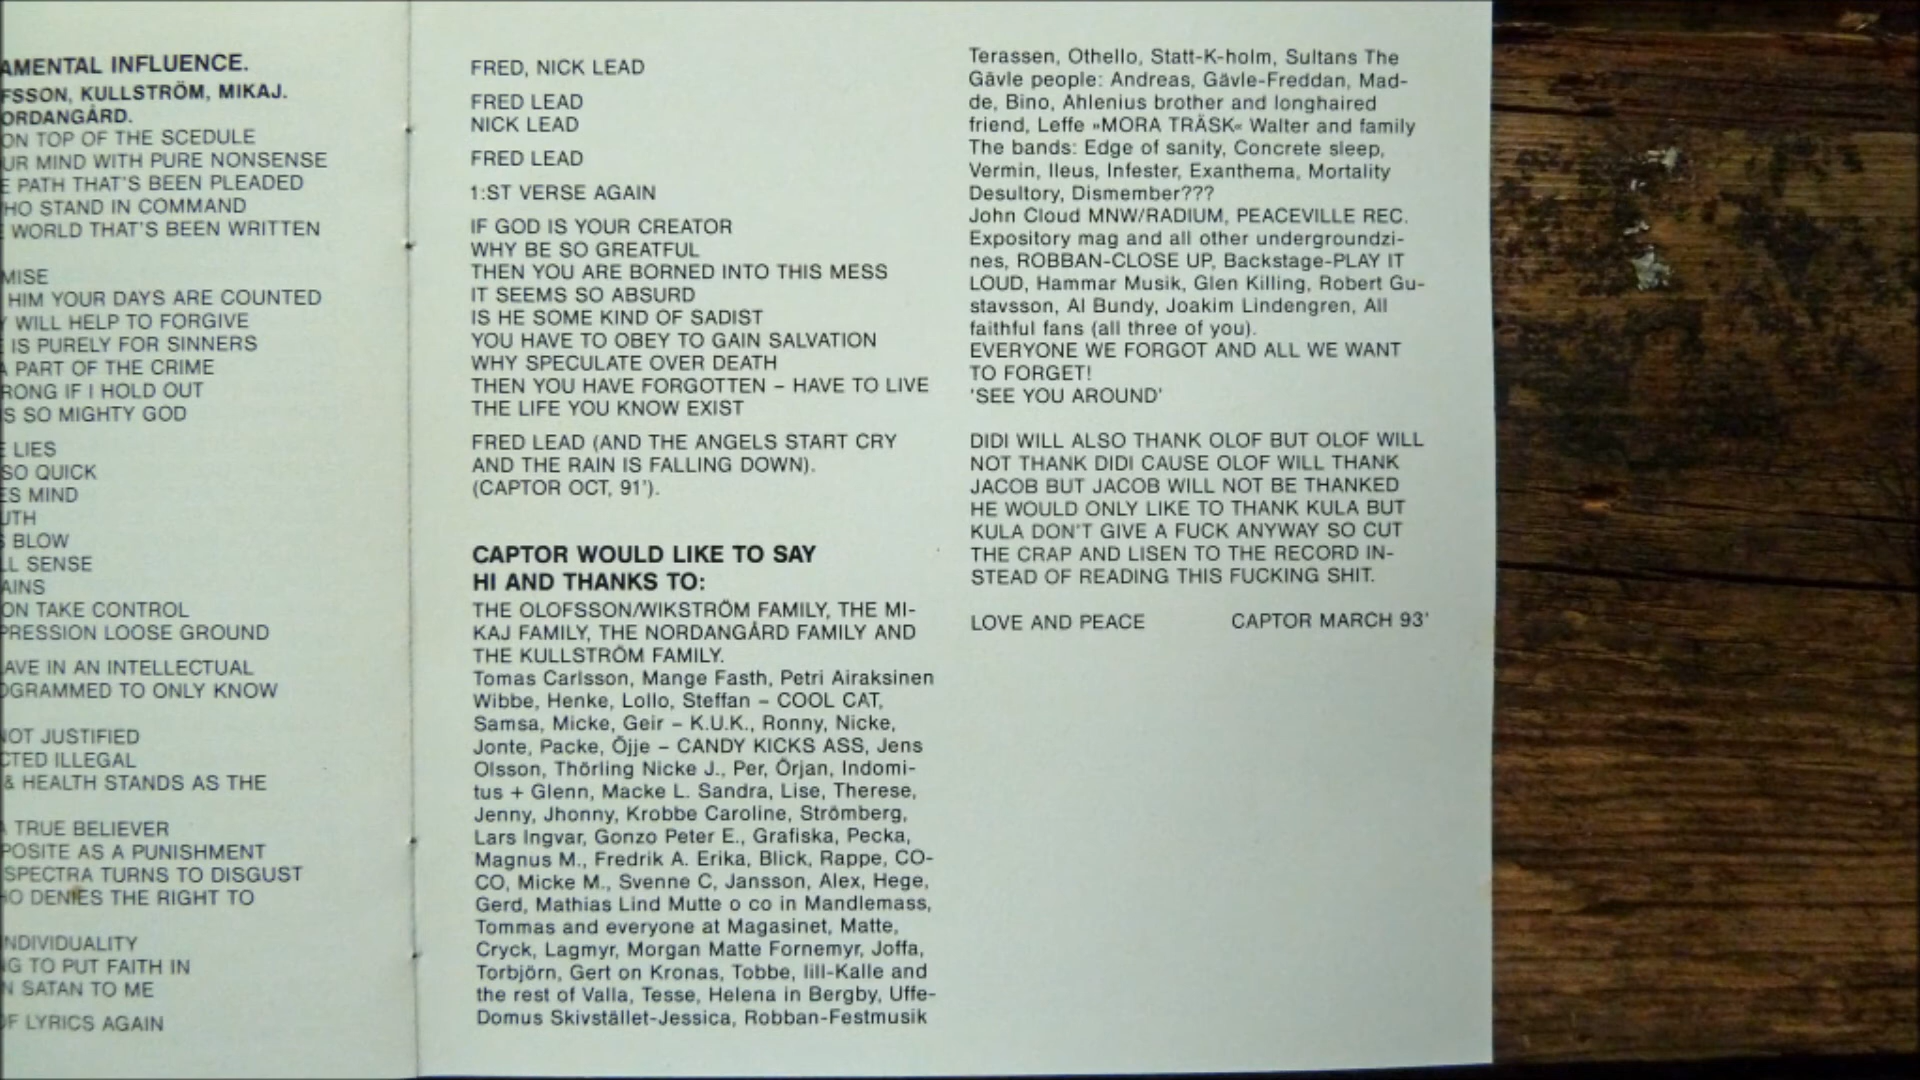 AMENTAL INFLUENCE.
FSSON, KULLSTRÖM, MIKAJ.
ORDANGÅRD.
ON TOP OF THE SCEDULE
UR MIND WITH PURE NONSENSE
E PATH THAT'S BEEN PLEADED
HO STAND IN COMMAND
WORLD THAT'S BEEN WRITTEN
MISE
HIM YOUR DAYS ARE COUNTED
Y WILL HELP TO FORGIVE
E IS PURELY FOR SINNERS
A PART OF THE CRIME
RONG IF I HOLD OUT
S SO MIGHTY GOD
E LIES
SO QUICK
ES MIND
UTH
S BLOW
LL SENSE
AINS
ON TAKE CONTROL
PRESSION LOOSE GROUND
AVE IN AN INTELLECTUAL
OGRAMMED TO ONLY KNOW
NOT JUSTIFIED
CTED ILLEGAL
& HEALTH STANDS AS THE
A TRUE BELIEVER
POSITE AS A PUNISHMENT
SPECTRA TURNS TO DISGUST
HO DENIES THE RIGHT TO
NDIVIDUALITY
NG TO PUT FAITH IN
N SATAN TO ME
OF LYRICS AGAIN
FRED, NICK LEAD
FRED LEAD
NICK LEAD
FRED LEAD
1:ST VERSE AGAIN
IF GOD IS YOUR CREATOR
WHY BE SO GREATFUL
THEN YOU ARE BORNED INTO THIS MESS
IT SEEMS SO ABSURD
IS HE SOME KIND OF SADIST
YOU HAVE TO OBEY TO GAIN SALVATION
WHY SPECULATE OVER DEATH
THEN YOU HAVE FORGOTTEN – HAVE TO LIVE
THE LIFE YOU KNOW EXIST
FRED LEAD (AND THE ANGELS START CRY
AND THE RAIN IS FALLING DOWN).
(CAPTOR OCT, 91').
CAPTOR WOULD LIKE TO SAY
HI AND THANKS TO:
THE OLOFSSON/WIKSTRÖM FAMILY, THE MI-
KAJ FAMILY, THE NORDANGÅRD FAMILY AND
THE KULLSTRÖM FAMILY.
Tomas Carlsson, Mange Fasth, Petri Airaksinen
Wibbe, Henke, Lollo, Steffan – COOL CAT,
Samsa, Micke, Geir – K.U.K., Ronny, Nicke,
Jonte, Packe, Öjje – CANDY KICKS ASS, Jens
Olsson, Thörling Nicke J., Per, Örjan, Indomi-
tus + Glenn, Macke L. Sandra, Lise, Therese,
Jenny, Jhonny, Krobbe Caroline, Strömberg,
Lars Ingvar, Gonzo Peter E., Grafiska, Pecka,
Magnus M., Fredrik A. Erika, Blick, Rappe, CO-
CO, Micke M., Svenne C, Jansson, Alex, Hege,
Gerd, Mathias Lind Mutte o co in Mandlemass,
Tommas and everyone at Magasinet, Matte,
Cryck, Lagmyr, Morgan Matte Fornemyr, Joffa,
Torbjörn, Gert on Kronas, Tobbe, lill-Kalle and
the rest of Valla, Tesse, Helena in Bergby, Uffe-
Domus Skivstället-Jessica, Robban-Festmusik
Terassen, Othello, Statt-K-holm, Sultans The
Gävle people: Andreas, Gävle-Freddan, Mad-
de, Bino, Ahlenius brother and longhaired
friend, Leffe »MORA TRÄSK« Walter and family
The bands: Edge of sanity, Concrete sleep,
Vermin, Ileus, Infester, Exanthema, Mortality
Desultory, Dismember???
John Cloud MNW/RADIUM, PEACEVILLE REC.
Expository mag and all other undergroundzi-
nes, ROBBAN-CLOSE UP, Backstage-PLAY IT
LOUD, Hammar Musik, Glen Killing, Robert Gu-
stavsson, Al Bundy, Joakim Lindengren, All
faithful fans (all three of you).
EVERYONE WE FORGOT AND ALL WE WANT
TO FORGET!
'SEE YOU AROUND'
DIDI WILL ALSO THANK OLOF BUT OLOF WILL
NOT THANK DIDI CAUSE OLOF WILL THANK
JACOB BUT JACOB WILL NOT BE THANKED
HE WOULD ONLY LIKE TO THANK KULA BUT
KULA DON'T GIVE A FUCK ANYWAY SO CUT
THE CRAP AND LISEN TO THE RECORD IN-
STEAD OF READING THIS FUCKING SHIT.
LOVE AND PEACE CAPTOR MARCH 93'